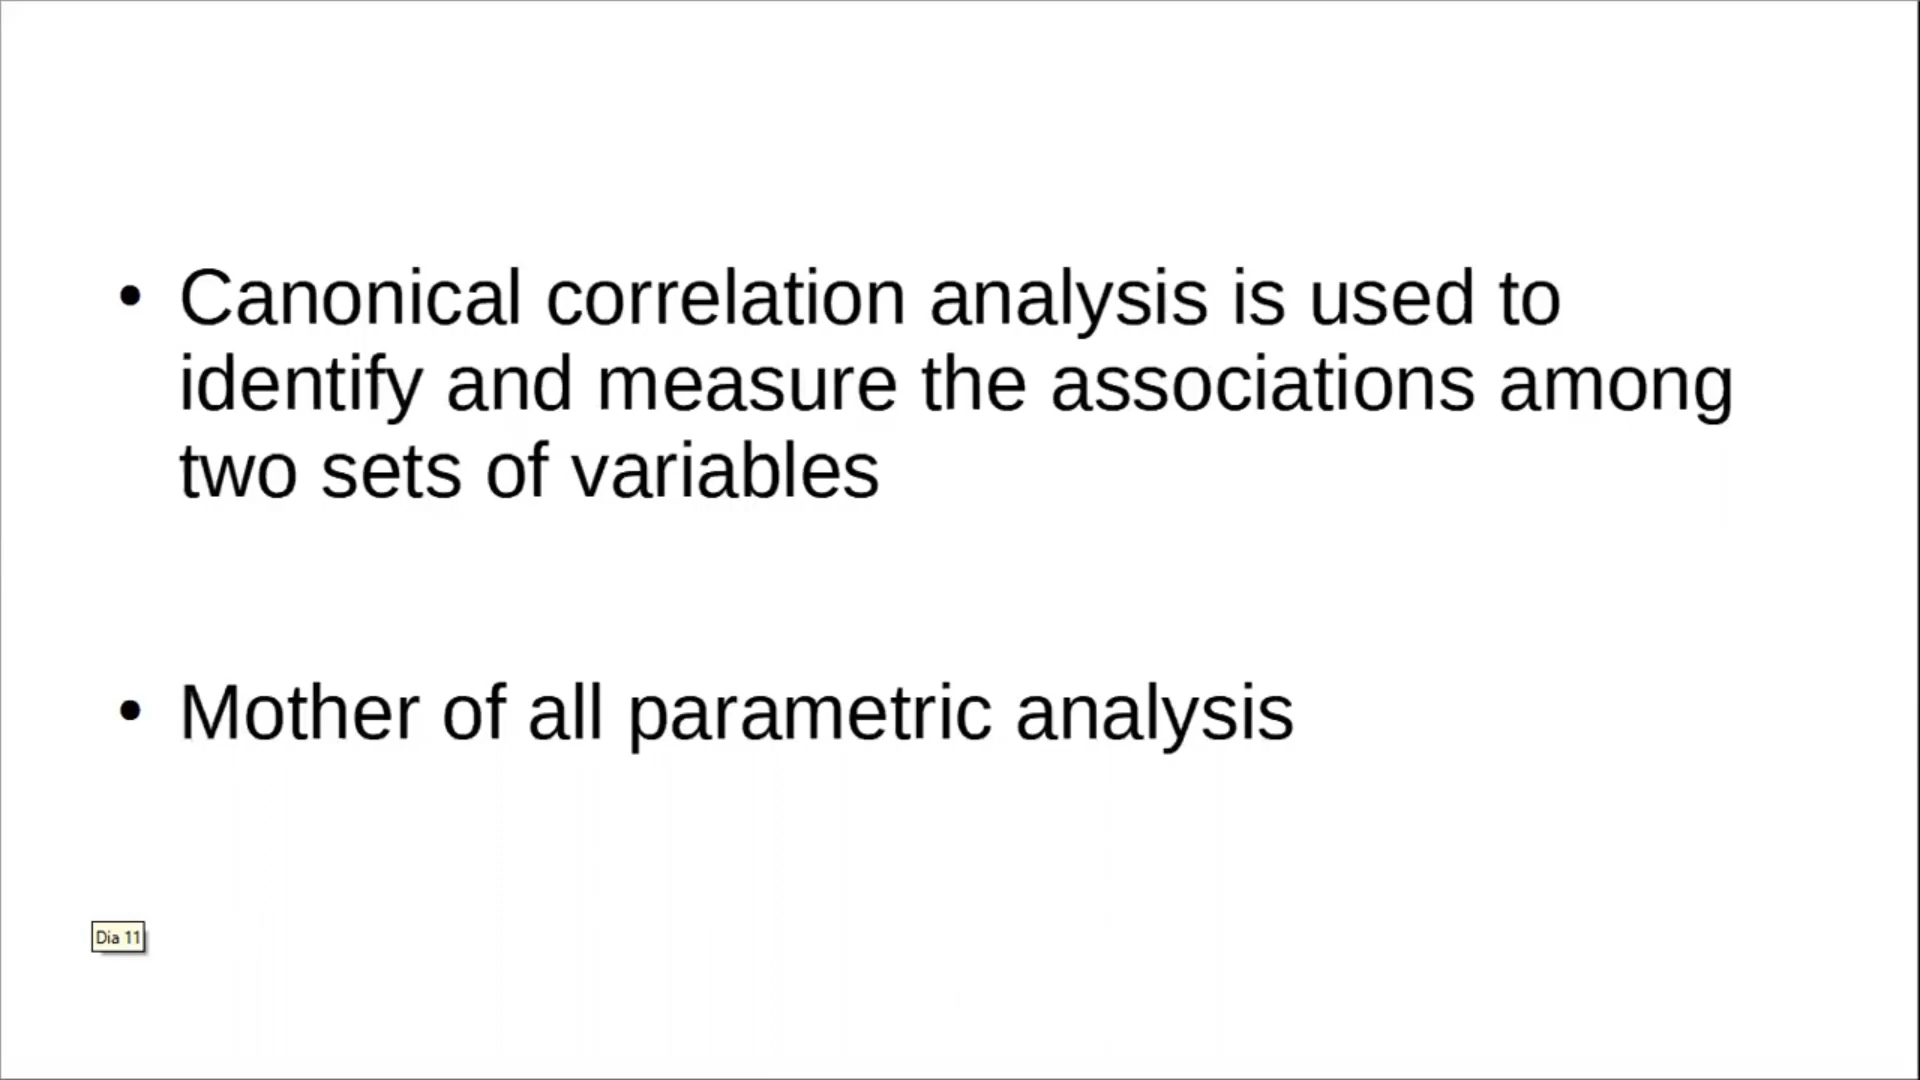 • Canonical correlation analysis is used to
identify and measure the associations among
two sets of variables
• Mother of all parametric analysis
Dia 11